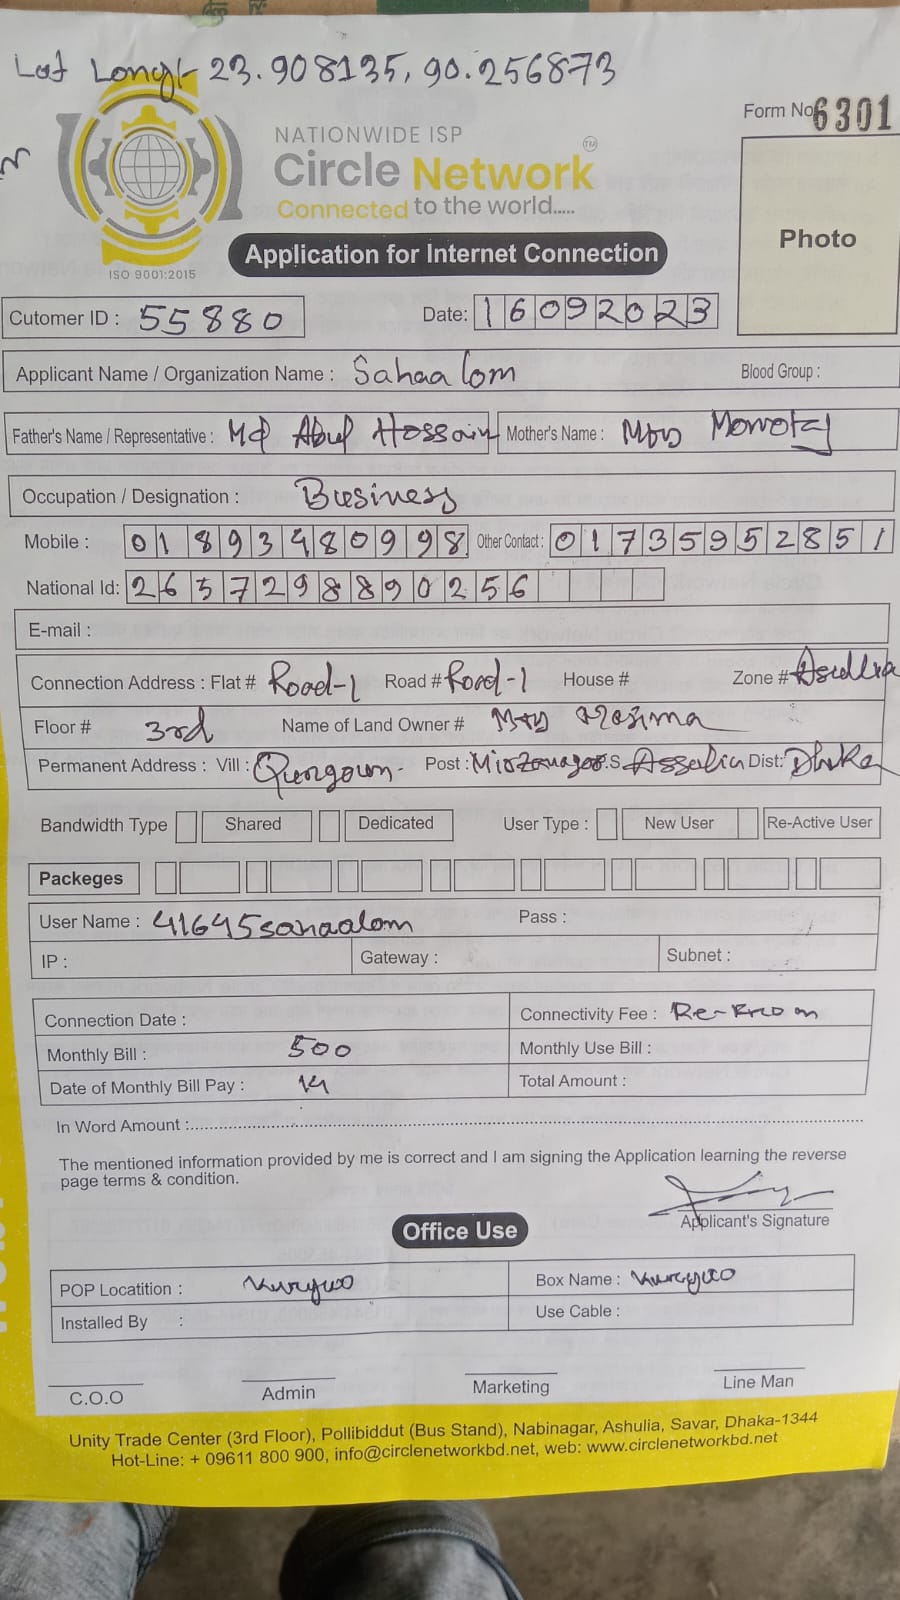 Lat Long:- 23.908135, 90.256873
Form No 6301
NATIONWIDE ISP
Circle Network TM
Connected to the world.....
ISO 9001:2015
Application for Internet Connection
Photo
Cutomer ID : 55880 Date: 16092023
Applicant Name / Organization Name : Sahaalom Blood Group :
Father's Name / Representative : Md Abul Hossain Mother's Name :
Occupation / Designation : Business
Mobile : 01893480998 Other Contact : 01735952851
National Id: 2637298890256
E-mail :
Connection Address : Flat # Road-1 Road # Road-1 House # Zone #
Floor # 3rd Name of Land Owner #
Permanent Address : Vill : Post : P.S Dist: Dhaka
Bandwidth Type Shared Dedicated User Type : New User Re-Active User
Packeges
User Name : 41645sahaalom Pass :
IP : Gateway : Subnet :
Connection Date : Connectivity Fee :
Monthly Bill : 500 Monthly Use Bill :
Date of Monthly Bill Pay : 14 Total Amount :
In Word Amount :
The mentioned information provided by me is correct and I am signing the Application learning the reverse
page terms & condition.
Applicant's Signature
Office Use
POP Locatition : Box Name :
Installed By : Use Cable :
C.O.O Admin Marketing Line Man
Unity Trade Center (3rd Floor), Pollibiddut (Bus Stand), Nabinagar, Ashulia, Savar, Dhaka-1344
Hot-Line: + 09611 800 900, info@circlenetworkbd.net, web: www.circlenetworkbd.net